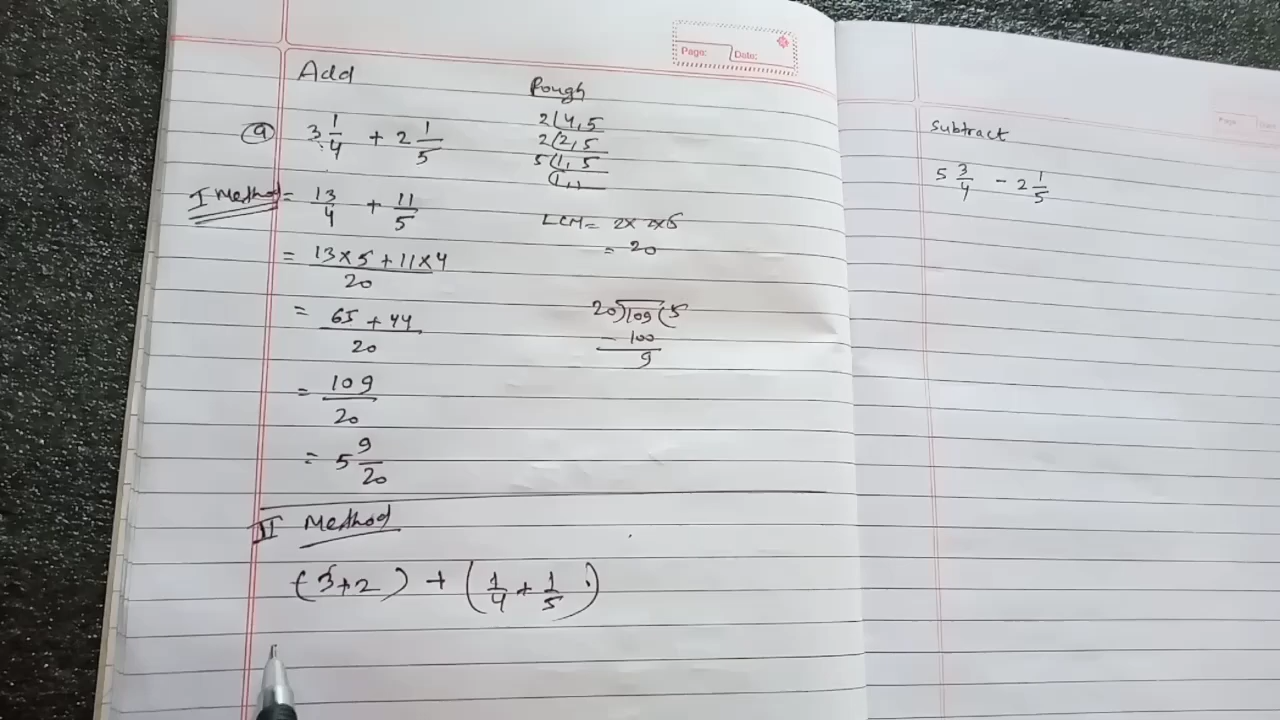 Page: Date:
Add
Rough
(a) 3 1/4 + 2 1/5
2 | 4, 5
2 | 2, 5
5 | 1, 5
| 1, 1
I Method = 13/4 + 11/5
LCM = 2 x 2 x 5
= 20
= 13 x 5 + 11 x 4 / 20
= 65 + 44 / 20
20) 109 (5
- 100
9
= 109 / 20
= 5 9/20
II Method
(3+2) + (1/4 + 1/5)
Subtract
5 3/4 - 2 1/5